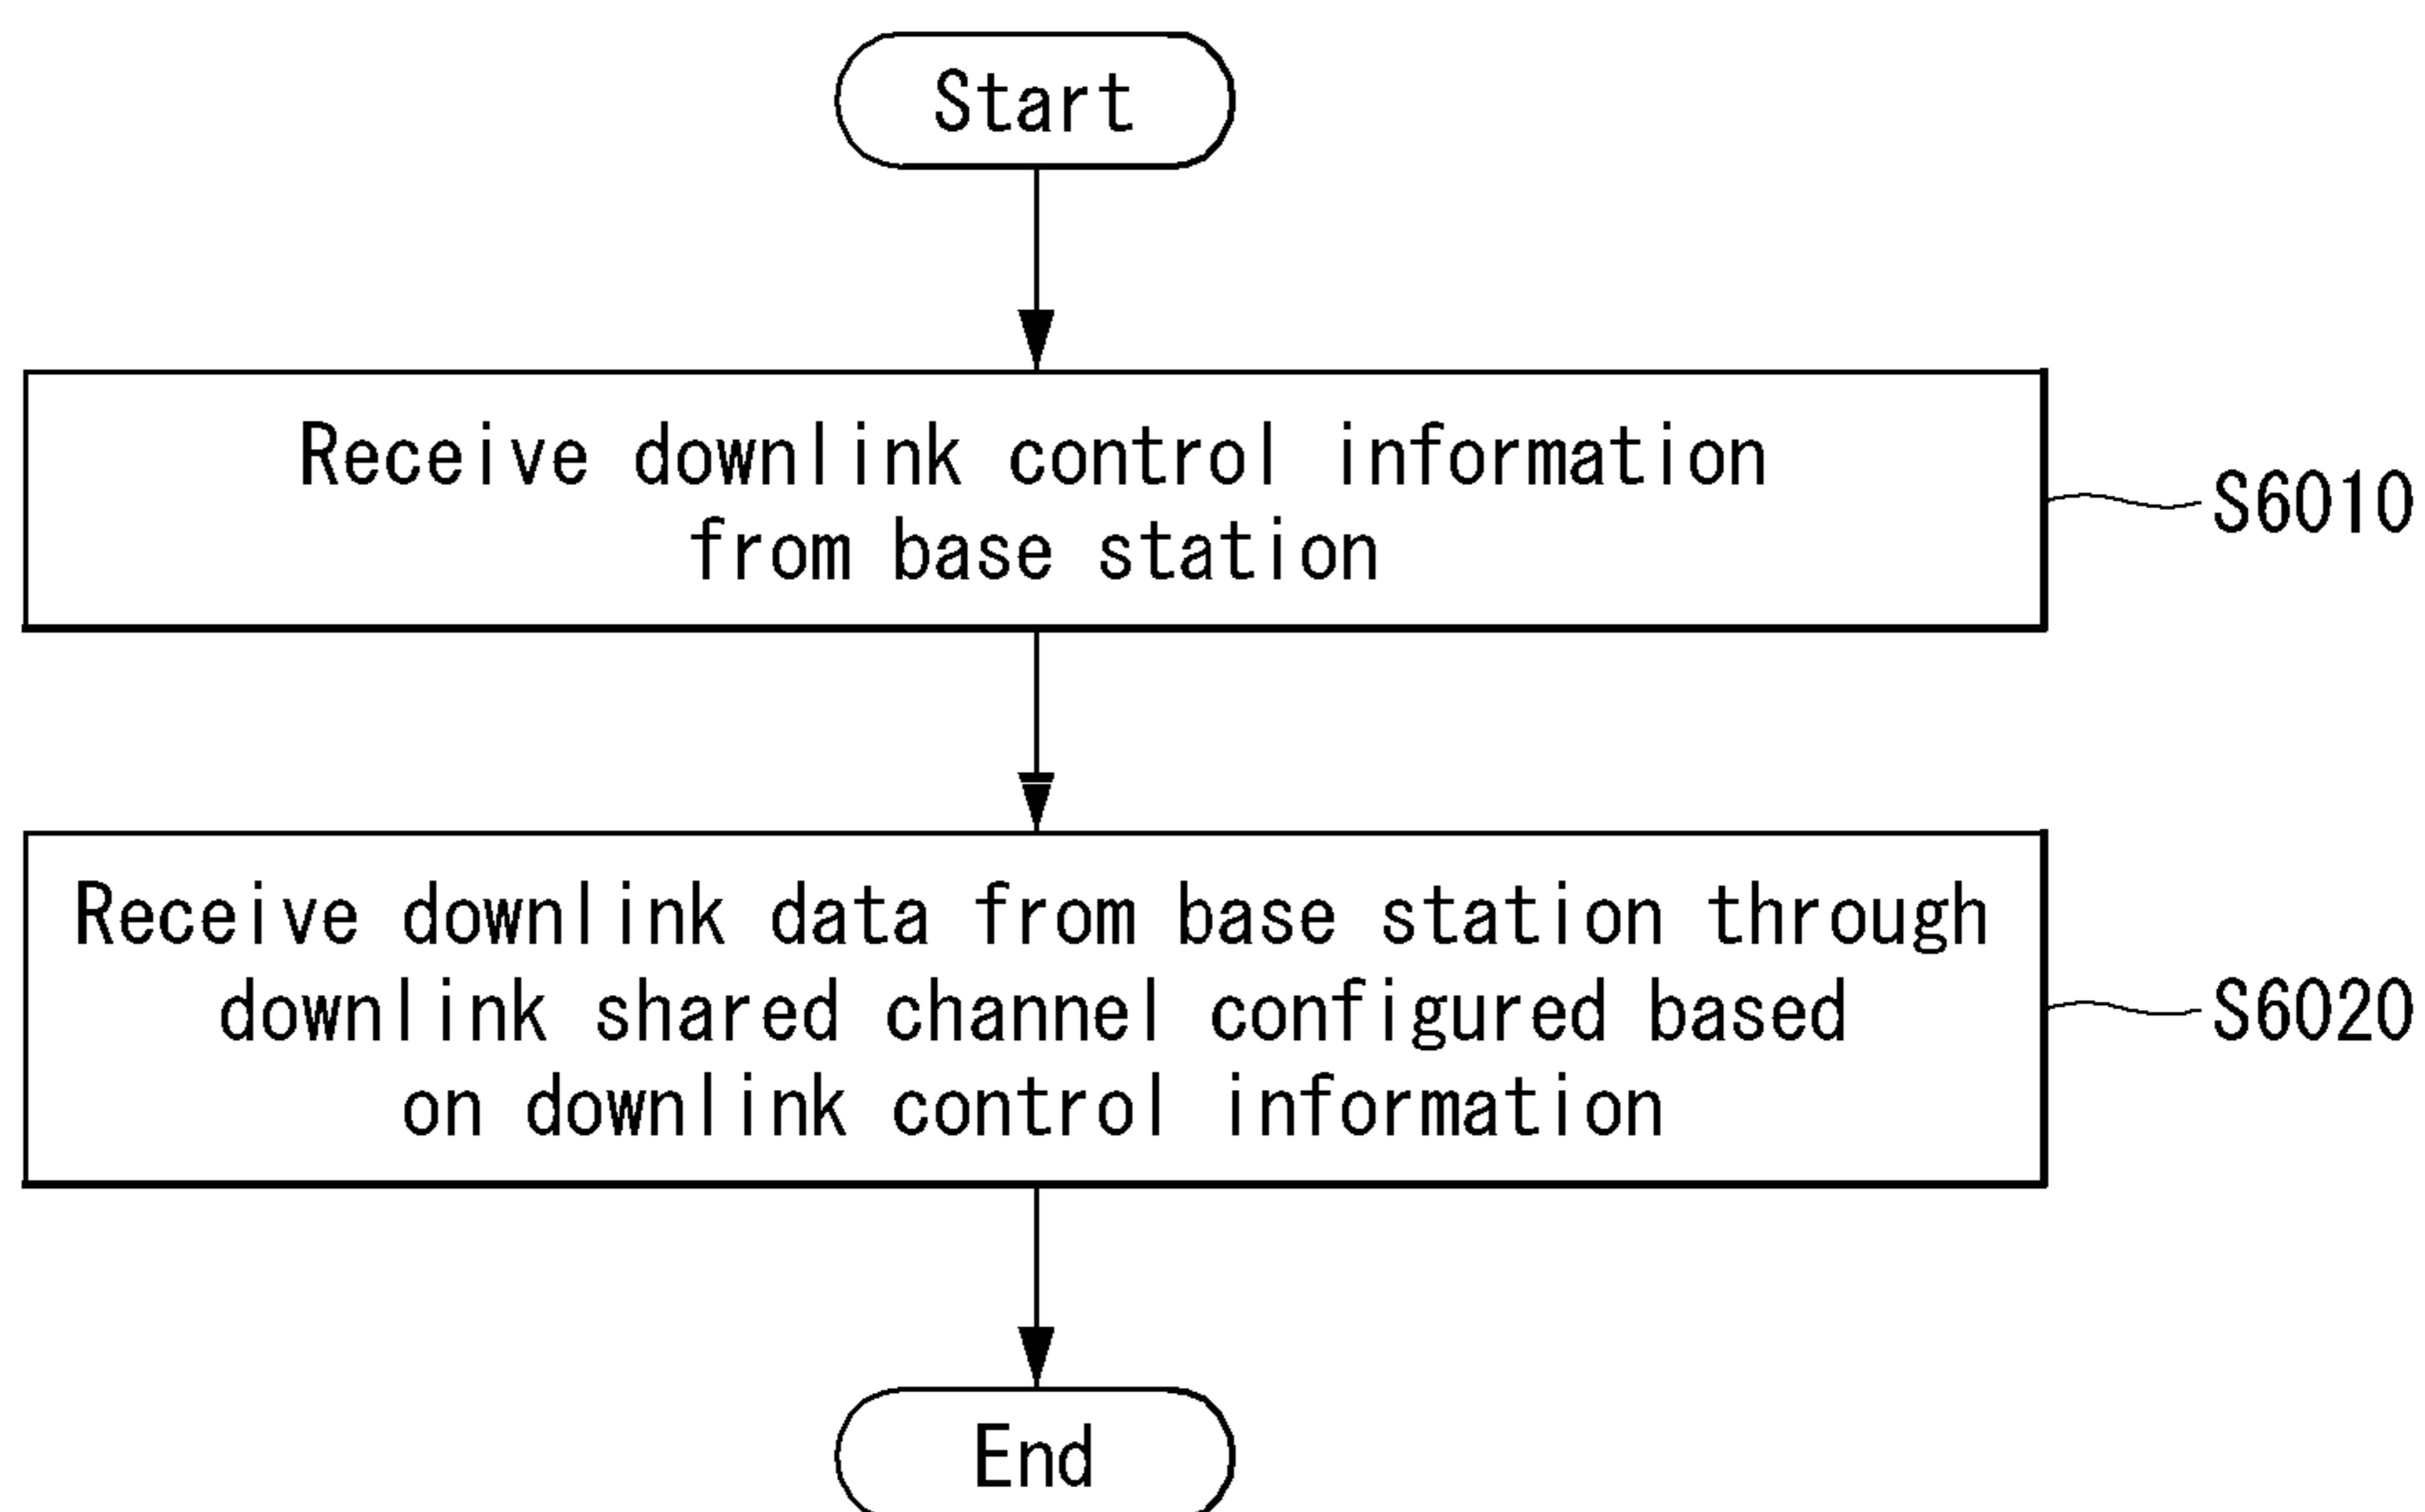 Start
Receive downlink control information
from base station
S6010
Receive downlink data from base station through
downlink shared channel configured based
on downlink control information
S6020
End